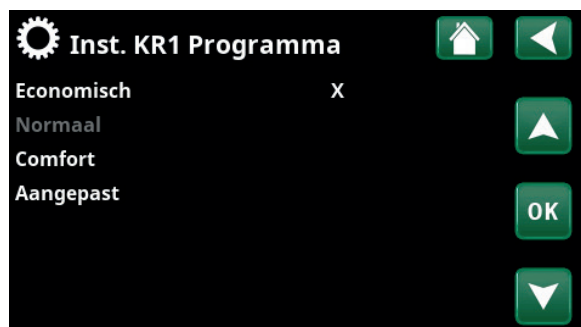 Inst. KR1 Programma
Economisch X
Normaal
Comfort
Aangepast
OK